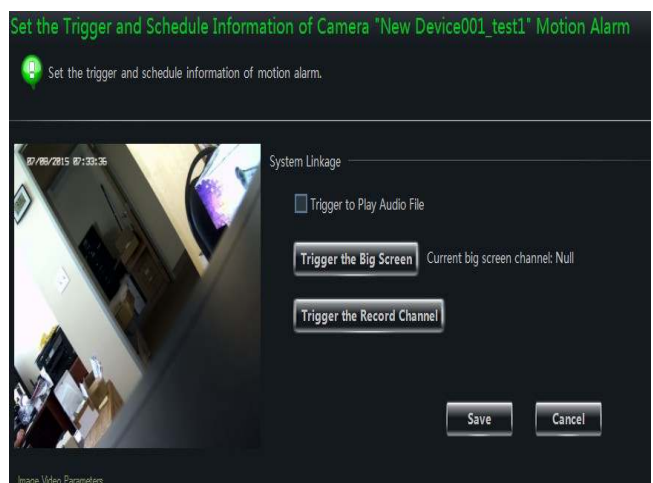 Set the Trigger and Schedule Information of Camera "New Device001_test1" Motion Alarm
Set the trigger and schedule information of motion alarm.
07/08/2015 07:33:36
System Linkage
Trigger to Play Audio File
Trigger the Big Screen
Current big screen channel: Null
Trigger the Record Channel
Save
Cancel
Image Video Parameters